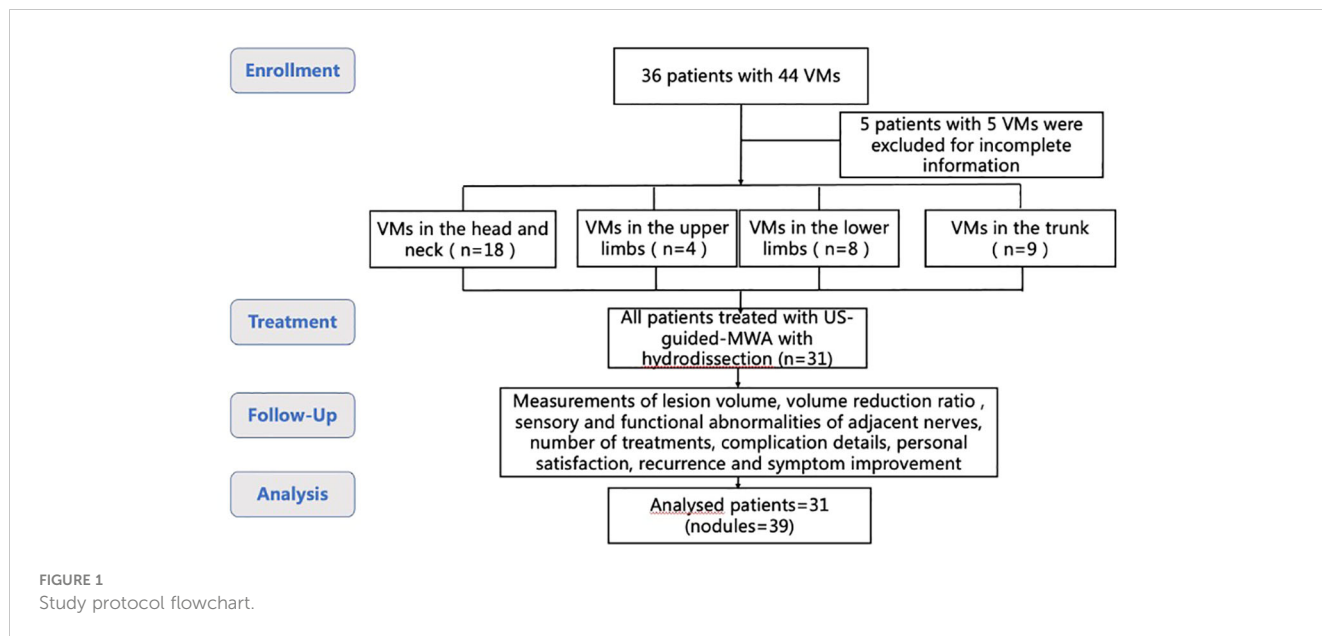 Enrollment
36 patients with 44 VMs
5 patients with 5 VMs were
excluded for incomplete
information
VMs in the head and
neck ( n=18 )
VMs in the upper
limbs ( n=4 )
VMs in the lower
limbs ( n=8 )
VMs in the trunk
( n=9 )
Treatment
All patients treated with US-
guided-MWA with
hydrodissection (n=31)
Follow-Up
Measurements of lesion volume, volume reduction ratio ,
sensory and functional abnormalities of adjacent nerves,
number of treatments, complication details, personal
satisfaction, recurrence and symptom improvement
Analysis
Analysed patients=31
(nodules=39)
FIGURE 1
Study protocol flowchart.